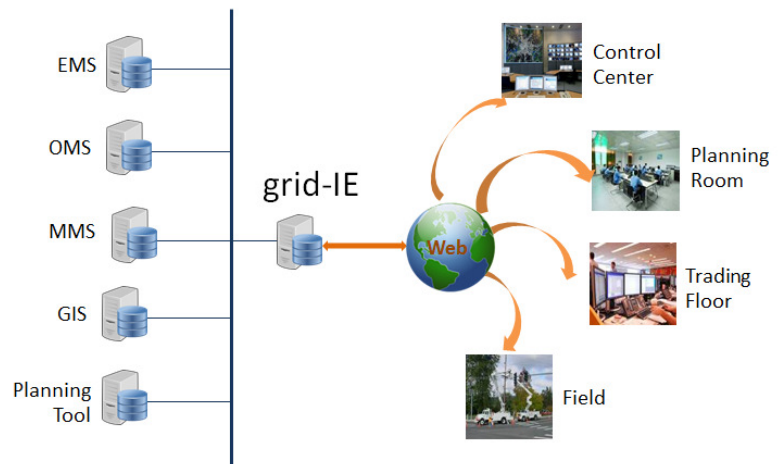 EMS
OMS
MMS
GIS
Planning
Tool
grid-IE
Web
Control
Center
Planning
Room
Trading
Floor
Field